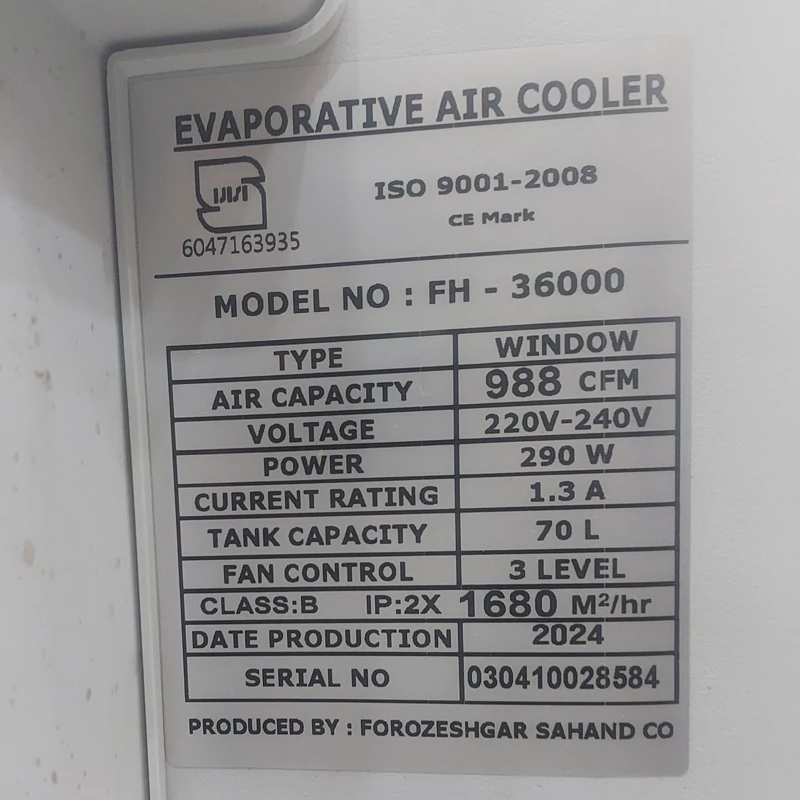 EVAPORATIVE AIR COOLER
ISO 9001-2008
CE Mark
6047163935
MODEL NO : FH - 36000
TYPE WINDOW
AIR CAPACITY 988 CFM
VOLTAGE 220V-240V
POWER 290 W
CURRENT RATING 1.3 A
TANK CAPACITY 70 L
FAN CONTROL 3 LEVEL
CLASS:B IP:2X 1680 M²/hr
DATE PRODUCTION 2024
SERIAL NO 030410028584
PRODUCED BY : FOROZESHGAR SAHAND CO